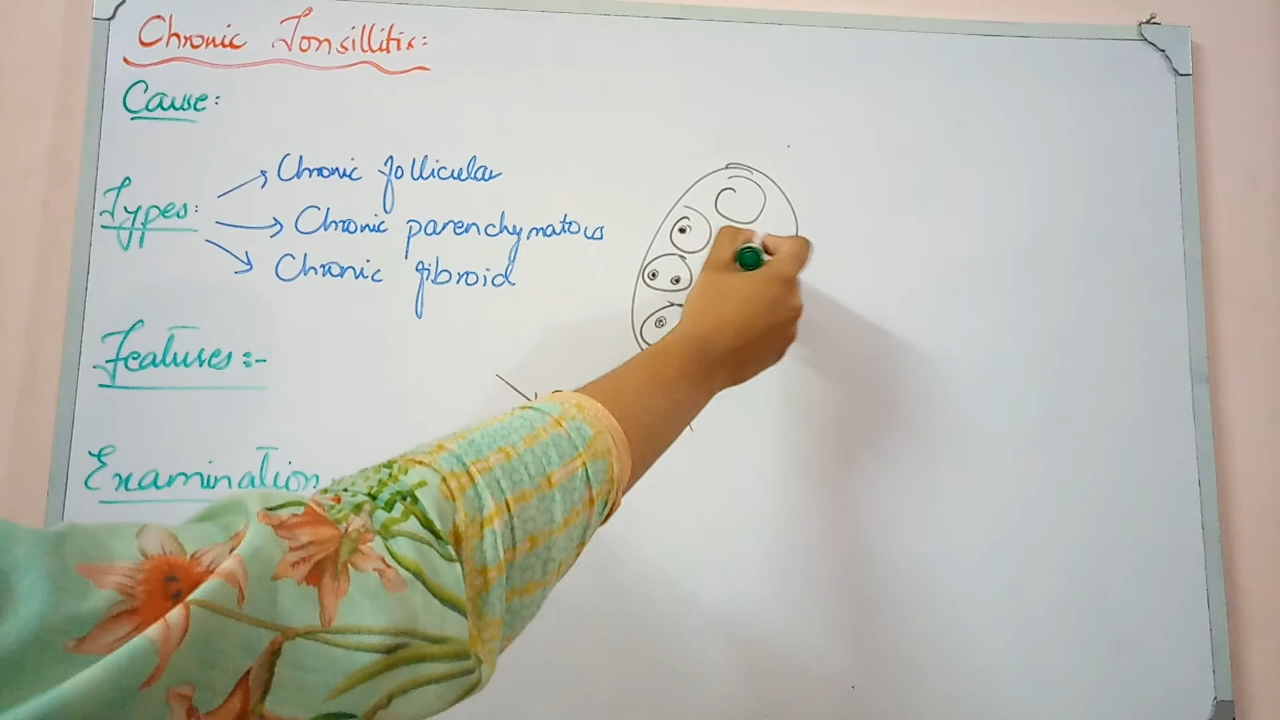 Chronic Tonsillitis:
Cause:
Types:
Chronic follicular
Chronic parenchymatous
Chronic fibroid
Features:-
Examination